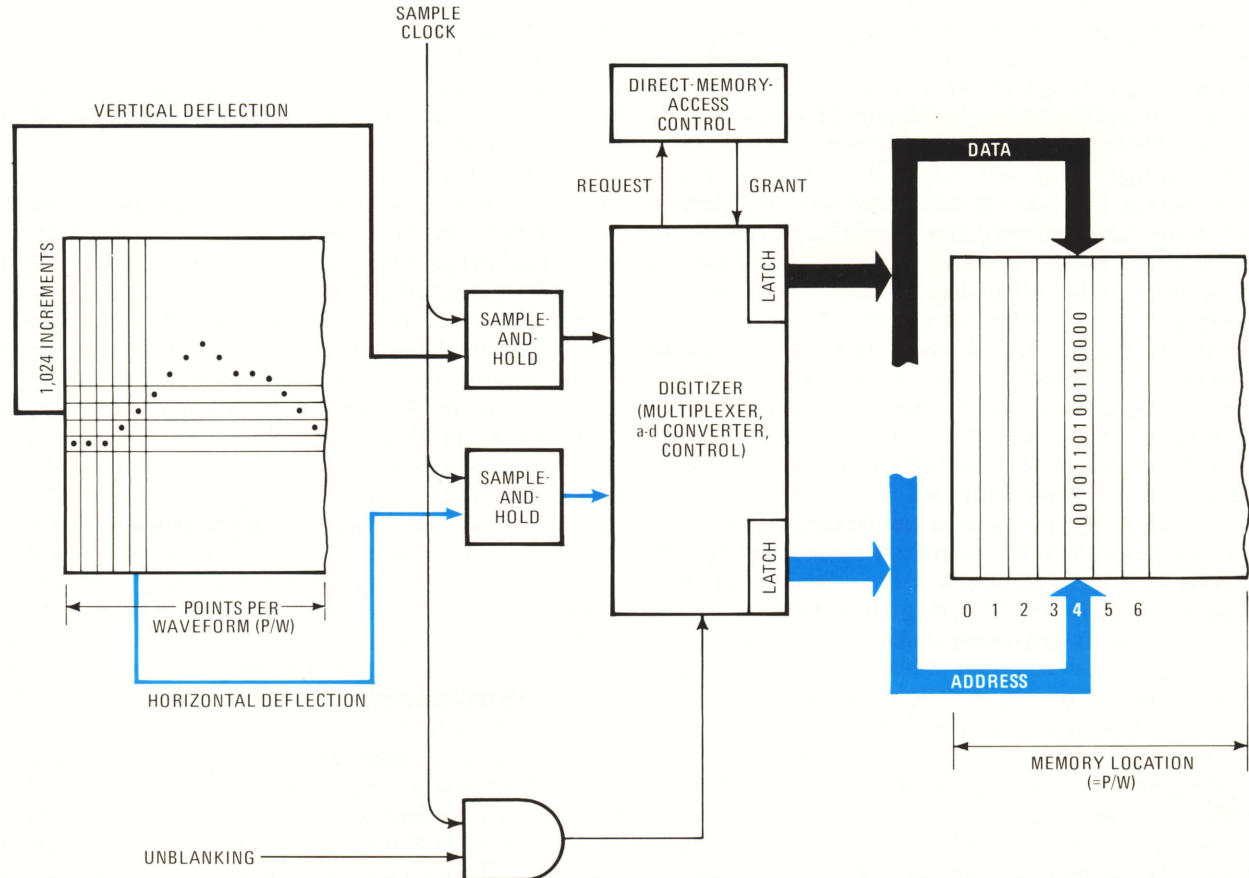 SAMPLE
CLOCK
VERTICAL DEFLECTION
DIRECT-MEMORY-
ACCESS
CONTROL
REQUEST
GRANT
DATA
1,024 INCREMENTS
SAMPLE-
AND-
HOLD
LATCH
DIGITIZER
(MULTIPLEXER,
a-d CONVERTER,
CONTROL)
SAMPLE-
AND-
HOLD
LATCH
0010110100110000
0 1 2 3 4 5 6
POINTS PER
WAVEFORM (P/W)
HORIZONTAL DEFLECTION
ADDRESS
MEMORY LOCATION
(=P/W)
UNBLANKING